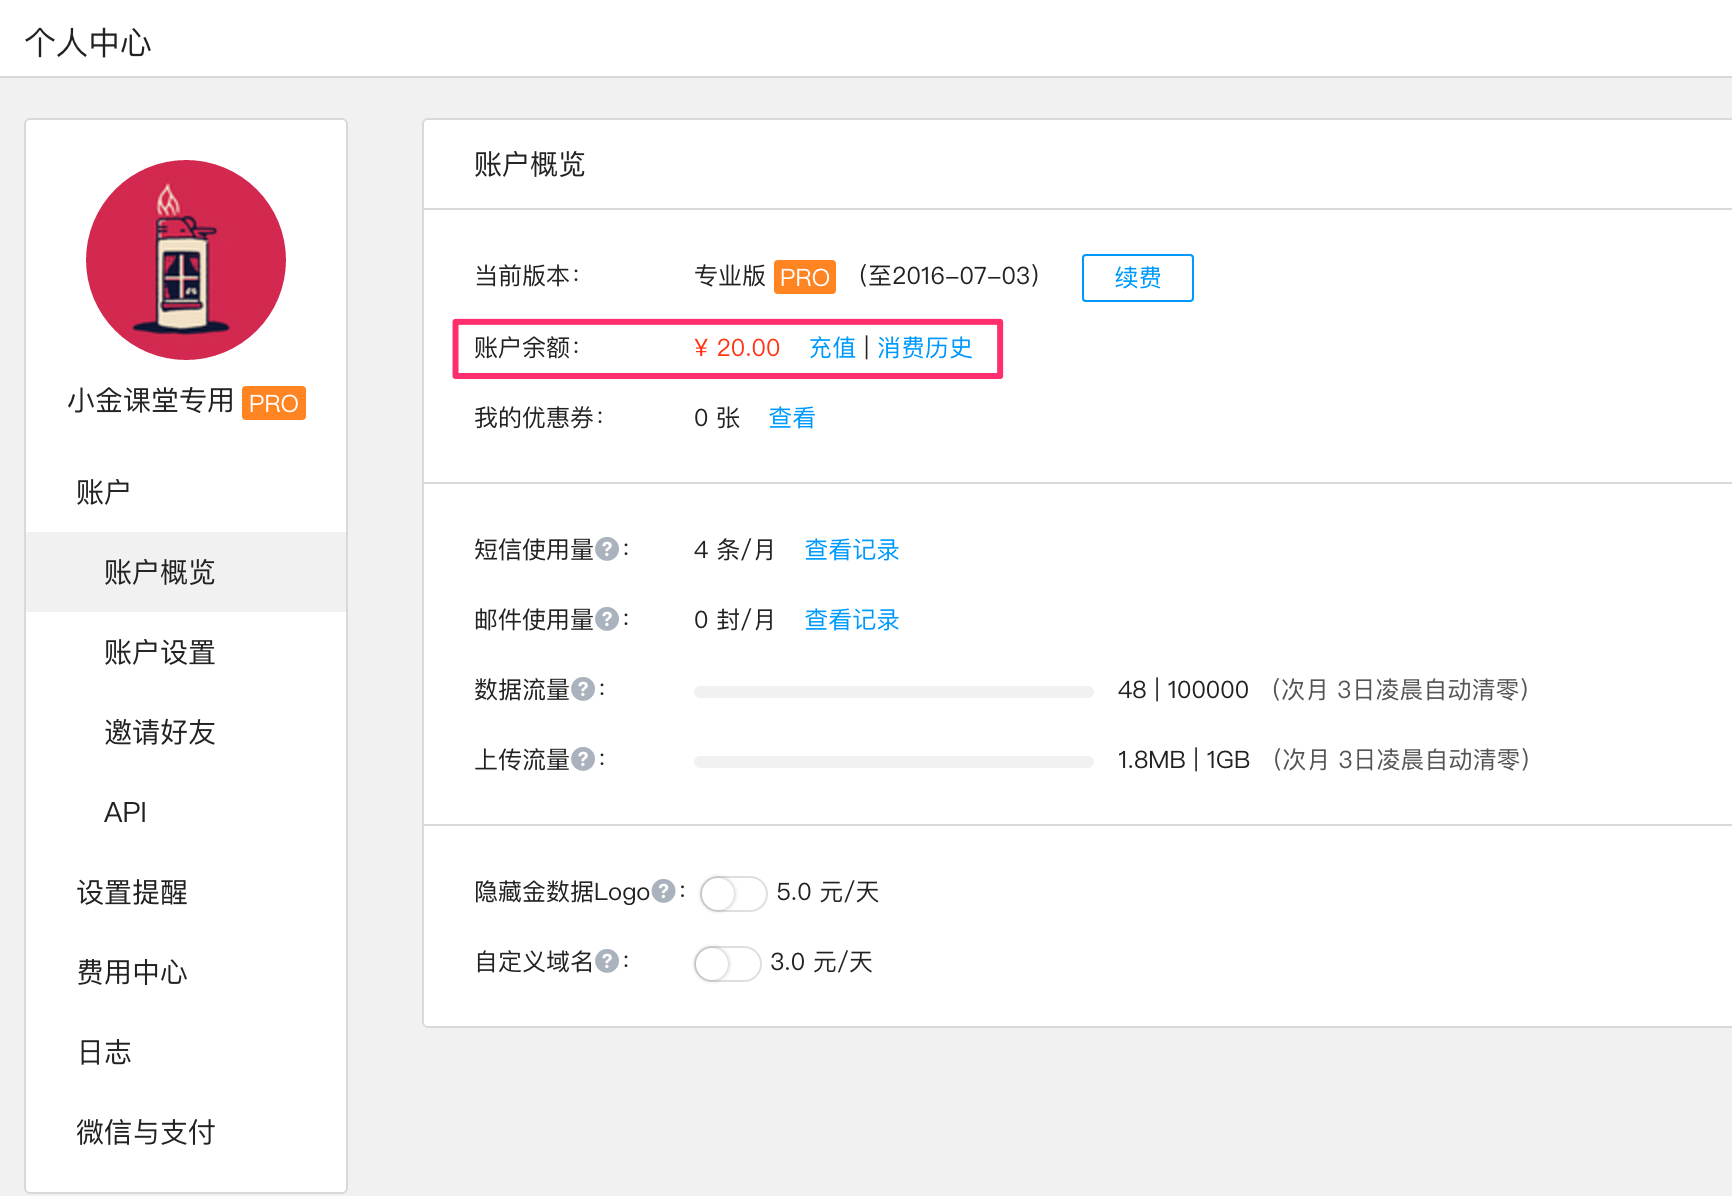 个人中心
小金课堂专用 PRO
账户
账户概览
账户设置
邀请好友
API
设置提醒
费用中心
日志
微信与支付
账户概览
当前版本： 专业版 PRO （至2016-07-03） 续费
账户余额： ¥ 20.00 充值 | 消费历史
我的优惠券： 0 张 查看
短信使用量?： 4 条/月 查看记录
邮件使用量?： 0 封/月 查看记录
数据流量?： 48 | 100000 （次月 3日凌晨自动清零）
上传流量?： 1.8MB | 1GB （次月 3日凌晨自动清零）
隐藏金数据Logo?： 5.0 元/天
自定义域名?： 3.0 元/天